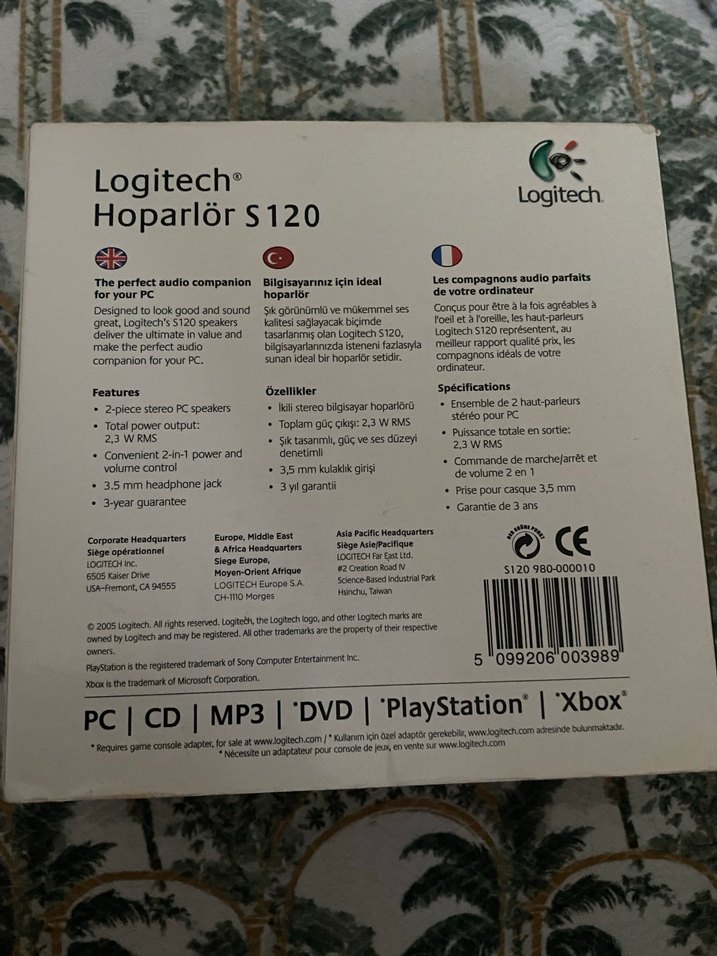 Logitech®
Hoparlör S120
Logitech
The perfect audio companion
for your PC
Designed to look good and sound
great, Logitech's S120 speakers
deliver the ultimate in value and
make the perfect audio
companion for your PC.
Features
• 2-piece stereo PC speakers
• Total power output:
2,3 W RMS
• Convenient 2-in-1 power and
volume control
• 3.5 mm headphone jack
• 3-year guarantee
Bilgisayarınız için ideal
hoparlör
Şık görünümlü ve mükemmel ses
kalitesi sağlayacak biçimde
tasarlanmış olan Logitech S120,
bilgisayarlarınızda isteneni fazlasıyla
sunan ideal bir hoparlör setidir.
Özellikler
• İkili stereo bilgisayar hoparlörü
• Toplam güç çıkışı: 2,3 W RMS
• Şık tasarımlı, güç ve ses düzeyi
denetimli
• 3,5 mm kulaklık girişi
• 3 yıl garantii
Les compagnons audio parfaits
de votre ordinateur
Conçus pour être à la fois agréables à
l'oeil et à l'oreille, les haut-parleurs
Logitech S120 représentent, au
meilleur rapport qualité prix, les
compagnons idéals de votre
ordinateur.
Spécifications
• Ensemble de 2 haut-parleurs
stéréo pour PC
• Puissance totale en sortie:
2,3 W RMS
• Commande de marche/arrêt et
de volume 2 en 1
• Prise pour casque 3,5 mm
• Garantie de 3 ans
Corporate Headquarters
Siège opérationnel
LOGITECH Inc.
6505 Kaiser Drive
USA-Fremont, CA 94555
Europe, Middle East
& Africa Headquarters
Siege Europe,
Moyen-Orient Afrique
LOGITECH Europe S.A.
CH-1110 Morges
Asia Pacific Headquarters
Siège Asie/Pacifique
LOGITECH Far East Ltd.
#2 Creation Road IV
Science-Based Industrial Park
Hsinchu, Taiwan
DER GRÜNE PUNKT
CE
S120 980-000010
5 099206 003989
© 2005 Logitech. All rights reserved. Logitech, the Logitech logo, and other Logitech marks are
owned by Logitech and may be registered. All other trademarks are the property of their respective
owners.
PlayStation is the registered trademark of Sony Computer Entertainment Inc.
Xbox is the trademark of Microsoft Corporation.
PC | CD | MP3 | *DVD | *PlayStation® | *Xbox®
* Requires game console adapter, for sale at www.logitech.com / * Kullanım için özel adaptör gerekebilir, www.logitech.com adresinde bulunmaktadır.
* Nécessite un adaptateur pour console de jeux, en vente sur www.logitech.com